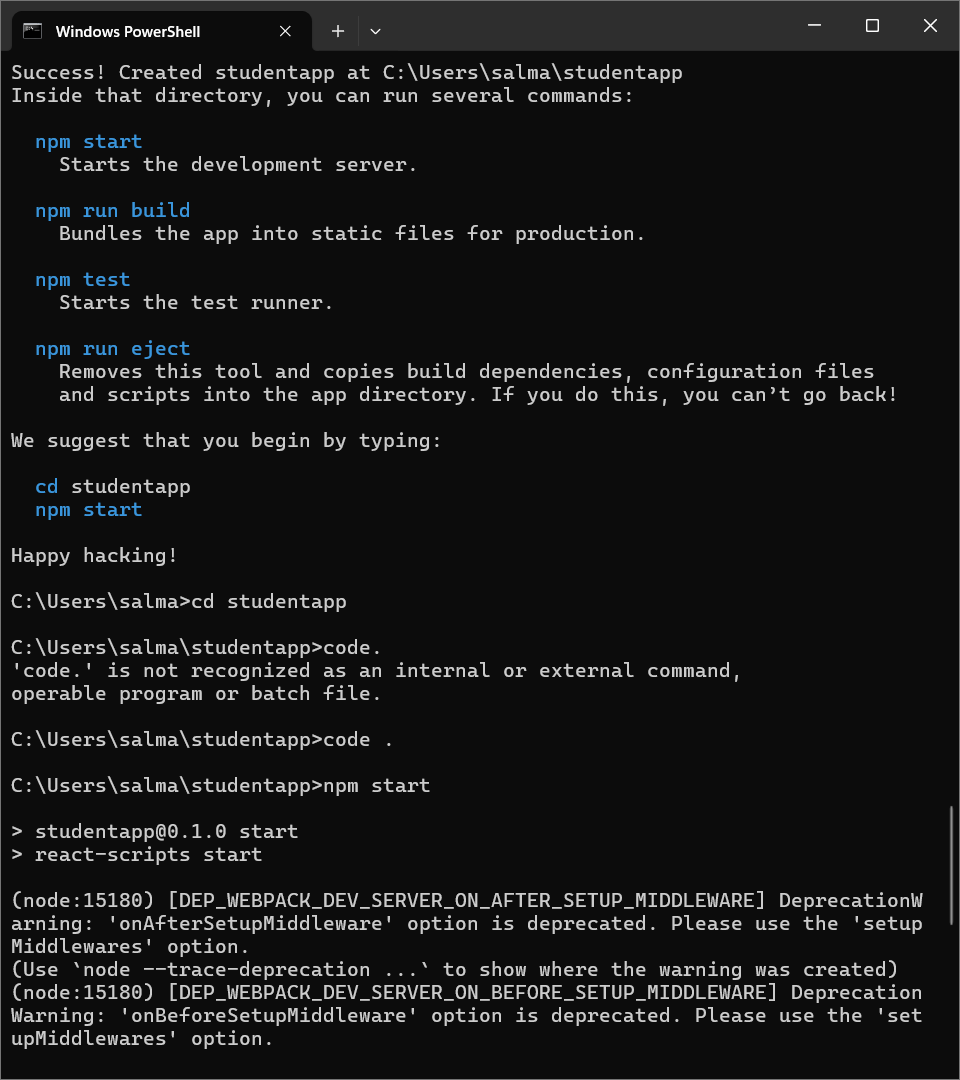 Windows PowerShell
Success! Created studentapp at C:\Users\salma\studentapp
Inside that directory, you can run several commands:
npm start
Starts the development server.
npm run build
Bundles the app into static files for production.
npm test
Starts the test runner.
npm run eject
Removes this tool and copies build dependencies, configuration files
and scripts into the app directory. If you do this, you can’t go back!
We suggest that you begin by typing:
cd studentapp
npm start
Happy hacking!
C:\Users\salma>cd studentapp
C:\Users\salma\studentapp>code.
'code.' is not recognized as an internal or external command,
operable program or batch file.
C:\Users\salma\studentapp>code .
C:\Users\salma\studentapp>npm start
> studentapp@0.1.0 start
> react-scripts start
(node:15180) [DEP_WEBPACK_DEV_SERVER_ON_AFTER_SETUP_MIDDLEWARE] DeprecationW
arning: 'onAfterSetupMiddleware' option is deprecated. Please use the 'setup
Middlewares' option.
(Use `node --trace-deprecation ...` to show where the warning was created)
(node:15180) [DEP_WEBPACK_DEV_SERVER_ON_BEFORE_SETUP_MIDDLEWARE] Deprecation
Warning: 'onBeforeSetupMiddleware' option is deprecated. Please use the 'set
upMiddlewares' option.